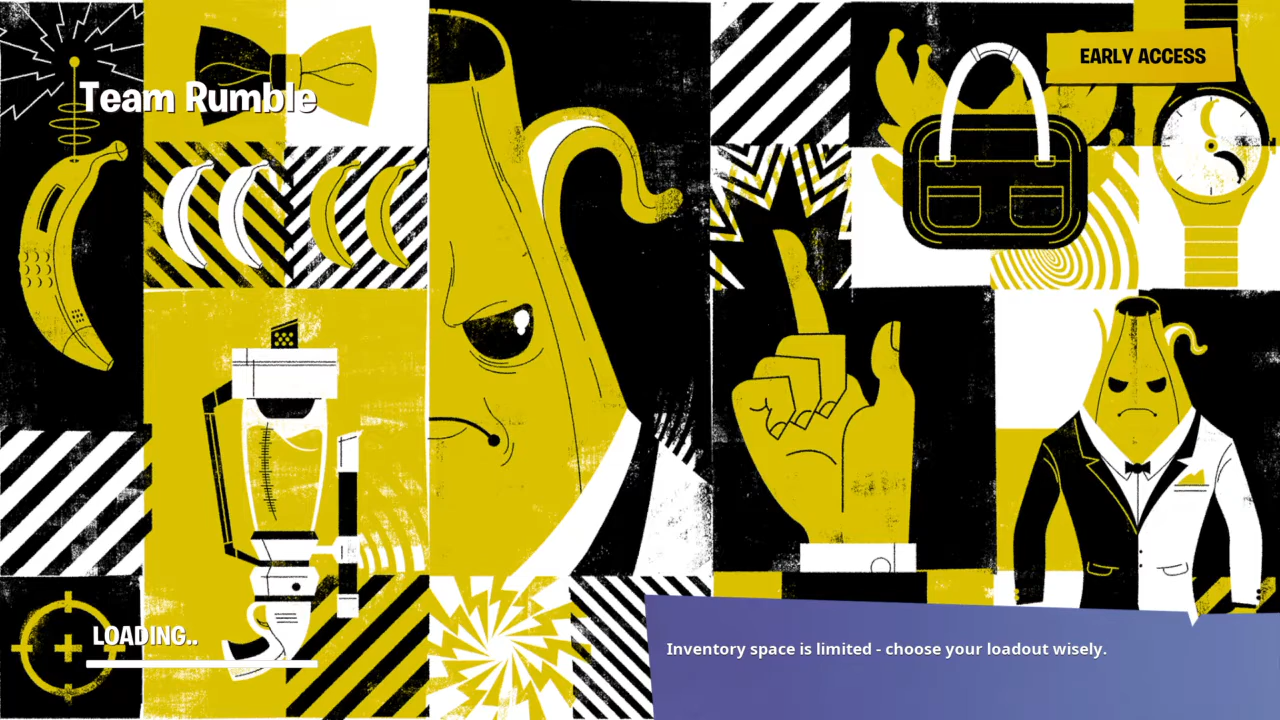 EARLY ACCESS
Team Rumble
LOADING..
Inventory space is limited - choose your loadout wisely.